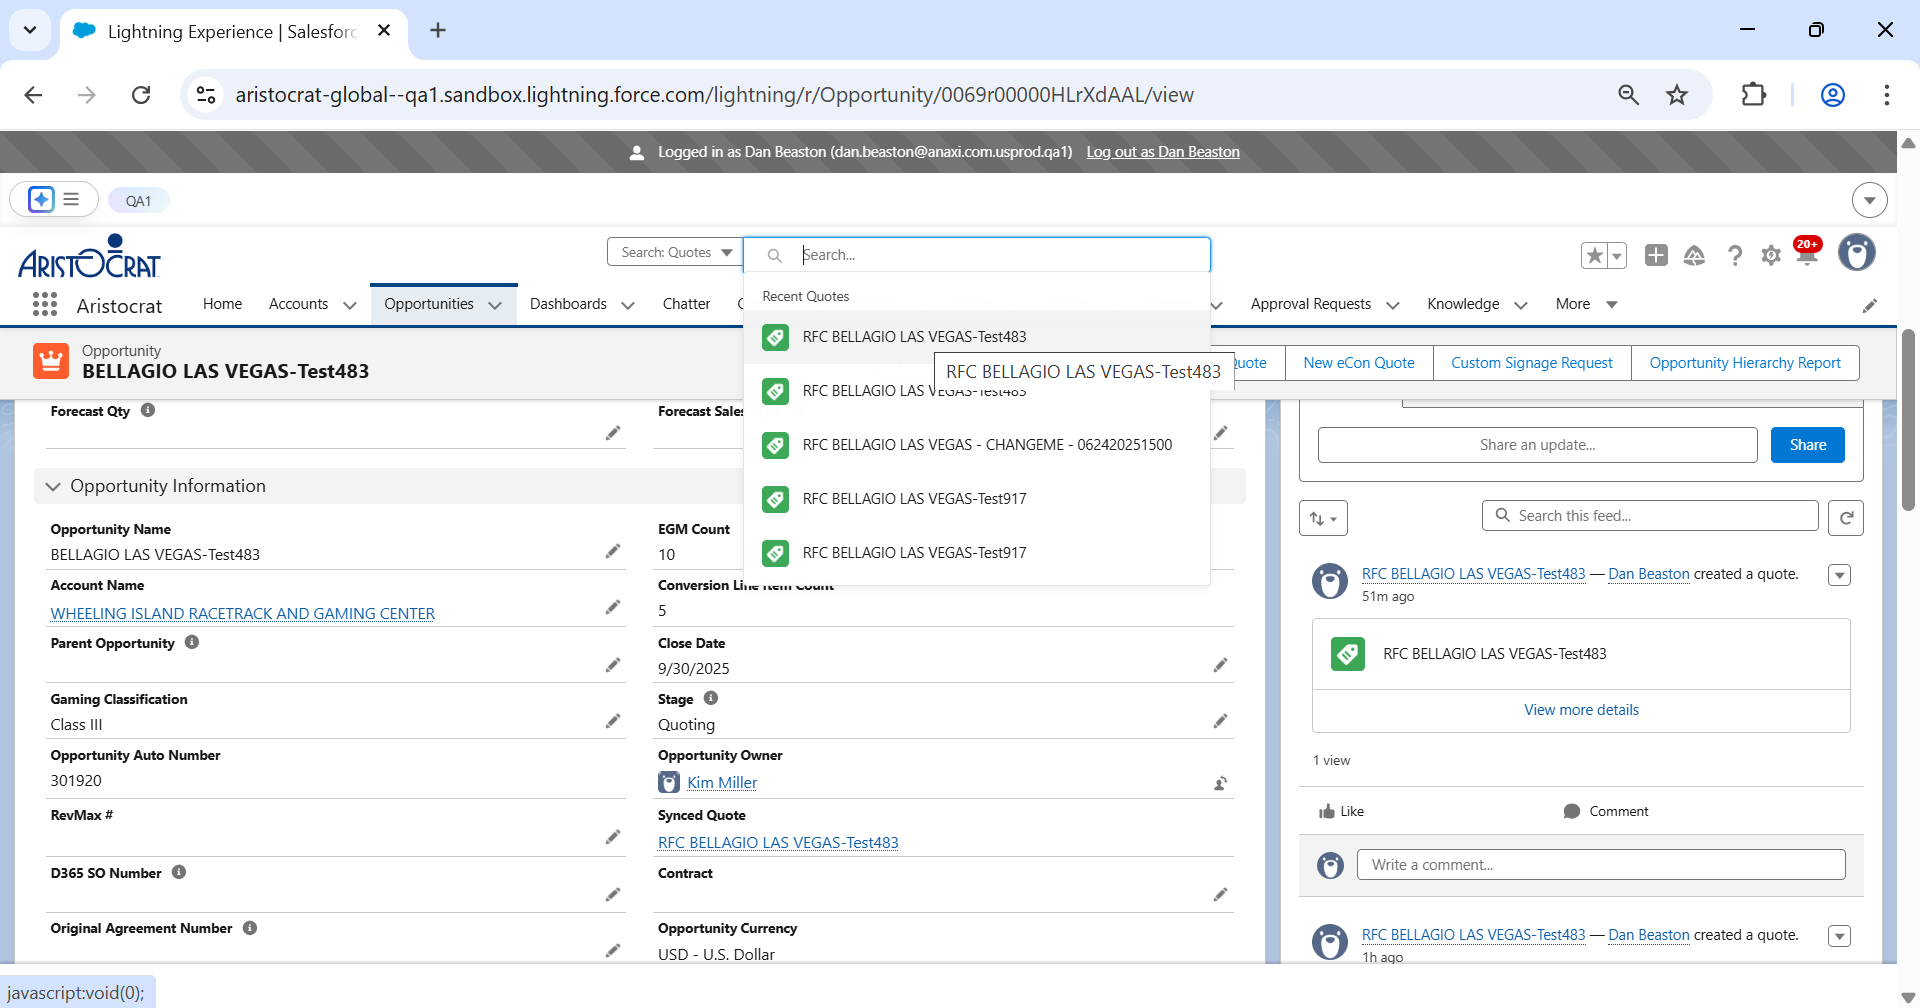 Lightning Experience | Salesforc
aristocrat-global--qa1.sandbox.lightning.force.com/lightning/r/Opportunity/0069r00000HLrXdAAL/view
Logged in as Dan Beaston (dan.beaston@anaxi.com.usprod.qa1) Log out as Dan Beaston
QA1
ARISTOCRAT
Search: Quotes
Search...
20+
Aristocrat
Home
Accounts
Opportunities
Dashboards
Chatter
Approval Requests
Knowledge
More
Recent Quotes
RFC BELLAGIO LAS VEGAS-Test483
RFC BELLAGIO LAS VEGAS-Test483
RFC BELLAGIO LAS VEGAS-Test483
RFC BELLAGIO LAS VEGAS - CHANGEME - 062420251500
RFC BELLAGIO LAS VEGAS-Test917
RFC BELLAGIO LAS VEGAS-Test917
Opportunity
BELLAGIO LAS VEGAS-Test483
New eCon Quote
Custom Signage Request
Opportunity Hierarchy Report
Forecast Qty
Forecast Sales
Opportunity Information
Opportunity Name
BELLAGIO LAS VEGAS-Test483
EGM Count
10
Account Name
WHEELING ISLAND RACETRACK AND GAMING CENTER
Conversion Line Item Count
5
Parent Opportunity
Close Date
9/30/2025
Gaming Classification
Class III
Stage
Quoting
Opportunity Auto Number
301920
Opportunity Owner
Kim Miller
RevMax #
Synced Quote
RFC BELLAGIO LAS VEGAS-Test483
D365 SO Number
Contract
Original Agreement Number
Opportunity Currency
USD - U.S. Dollar
Share an update...
Share
Search this feed...
RFC BELLAGIO LAS VEGAS-Test483 — Dan Beaston created a quote.
51m ago
RFC BELLAGIO LAS VEGAS-Test483
View more details
1 view
Like
Comment
Write a comment...
RFC BELLAGIO LAS VEGAS-Test483 — Dan Beaston created a quote.
1h ago
javascript:void(0);